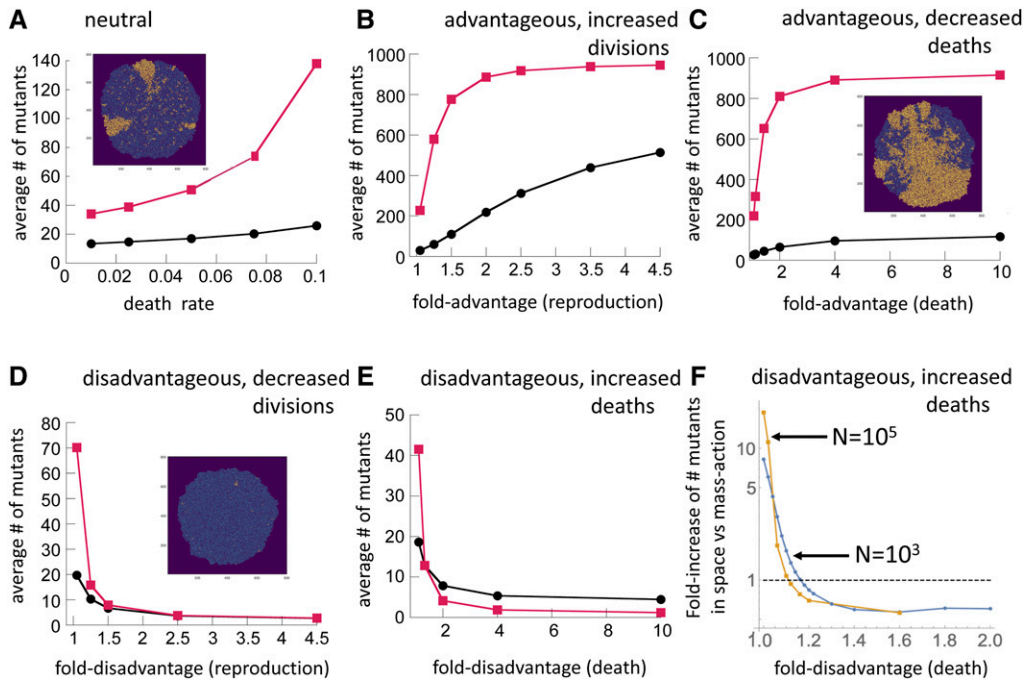 A
neutral
average # of mutants
140
120
100
80
60
40
20
0
0
0.02
0.04
0.06
0.08
0.1
death rate
B
advantageous, increased
divisions
average # of mutants
1000
800
600
400
200
0
1
1.5
2
2.5
3
3.5
4
4.5
fold-advantage (reproduction)
C
advantageous, decreased
deaths
average # of mutants
1000
800
600
400
200
0
2
4
6
8
10
fold-advantage (death)
D
disadvantageous, decreased
divisions
average # of mutants
80
70
60
50
40
30
20
10
0
1
1.5
2
2.5
3
3.5
4
4.5
fold-disadvantage (reproduction)
E
disadvantageous, increased
deaths
average # of mutants
50
40
30
20
10
0
2
4
6
8
10
fold-disadvantage (death)
F
disadvantageous, increased
deaths
Fold-increase of # mutants
in space vs mass-action
10
5
1
N=10⁵
N=10³
1.0
1.2
1.4
1.6
1.8
2.0
fold-disadvantage (death)